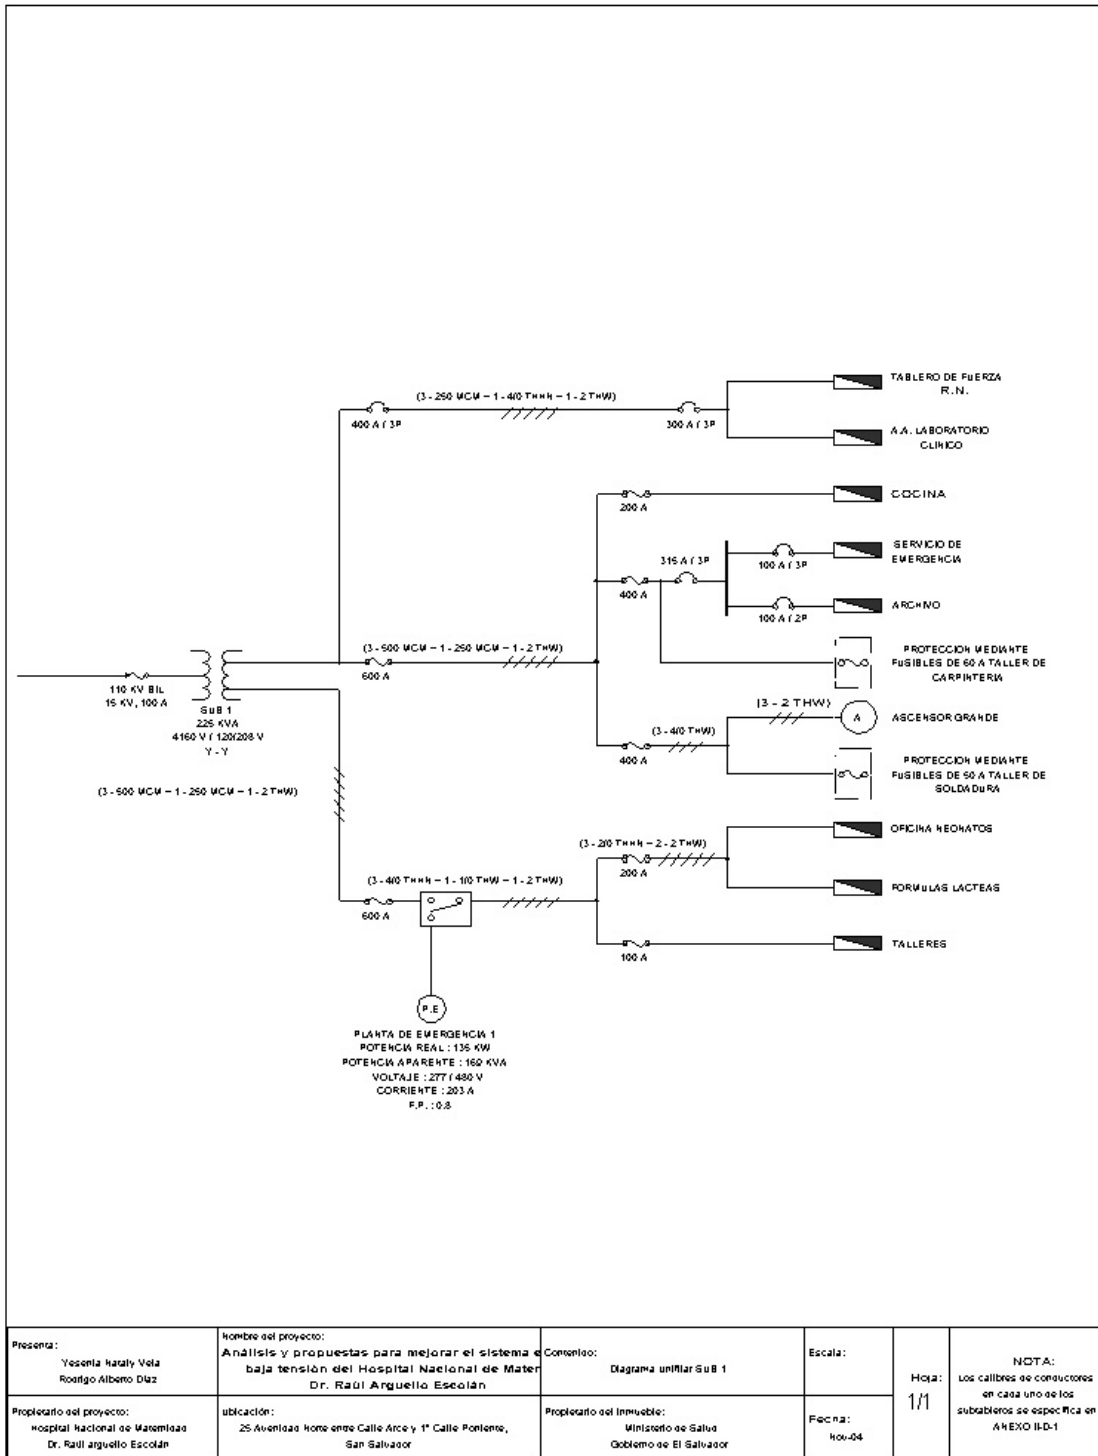 TABLERO DE FUERZA
R.N.
(3 - 250 MCM - 1 - 4/0 THHN - 1 - 2 THW)
400 A / 3P
300 A / 3P
A.A. LABORATORIO
CLINICO
COCINA
200 A
SERVICIO DE
EMERGENCIA
315 A / 3P
100 A / 3P
400 A
ARCHIVO
100 A / 2P
(3 - 500 MCM - 1 - 250 MCM - 1 - 2 THW)
600 A
PROTECCION MEDIANTE
FUSIBLES DE 60 A TALLER DE
CARPINTERIA
110 KV BIL
15 KV, 100 A
SUB 1
225 KVA
4160 V / 120/208 V
Y - Y
(3 - 2 THW)
A
ASCENSOR GRANDE
(3 - 4/0 THW)
400 A
PROTECCION MEDIANTE
FUSIBLES DE 50 A TALLER DE
SOLDADURA
(3 - 500 MCM - 1 - 250 MCM - 1 - 2 THW)
OFICINA NEONATOS
(3 - 2/0 THHN - 2 - 2 THW)
200 A
(3 - 4/0 THHN - 1 - 1/0 THW - 1 - 2 THW)
600 A
FORMULAS LACTEAS
TALLERES
100 A
P.E
PLANTA DE EMERGENCIA 1
POTENCIA REAL : 135 KW
POTENCIA APARENTE : 169 KVA
VOLTAJE : 277 / 480 V
CORRIENTE : 203 A
F.P. : 0.8
Presenta:
Yesenia Nataly Vela
Rodrigo Alberto Díaz
Nombre del proyecto:
Análisis y propuestas para mejorar el sistema e
baja tensión del Hospital Nacional de Mater
Dr. Raúl Arguello Escolán
Contenido:
Diagrama unifilar SUB 1
Escala:
Hoja:
1/1
NOTA:
Los calibres de conductores
en cada uno de los
subtableros se especifica en
ANEXO II-D-1
Propietario del proyecto:
Hospital Nacional de Maternidad
Dr. Raúl arguello Escolán
ubicación:
25 Avenidad Norte entre Calle Arce y 1° Calle Poniente,
San Salvador
Propietario del inmueble:
Ministerio de Salud
Gobierno de El Salvador
Fecha:
Nov-04